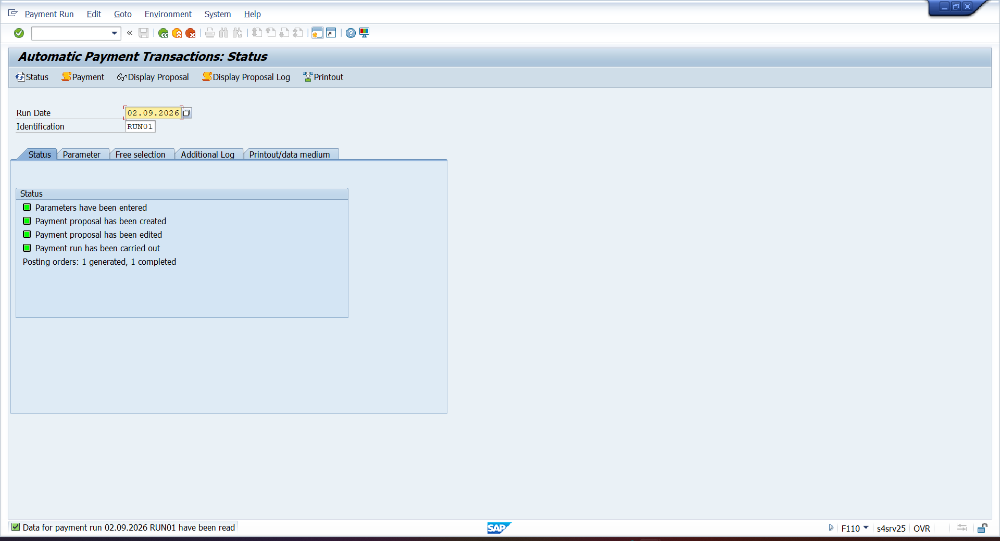 Payment Run Edit Goto Environment System Help
Automatic Payment Transactions: Status
Status Payment Display Proposal Display Proposal Log Printout
Run Date 02.09.2026
Identification RUN01
Status Parameter Free selection Additional Log Printout/data medium
Status
Parameters have been entered
Payment proposal has been created
Payment proposal has been edited
Payment run has been carried out
Posting orders: 1 generated, 1 completed
Data for payment run 02.09.2026 RUN01 have been read
SAP
F110 s4srv25 OVR